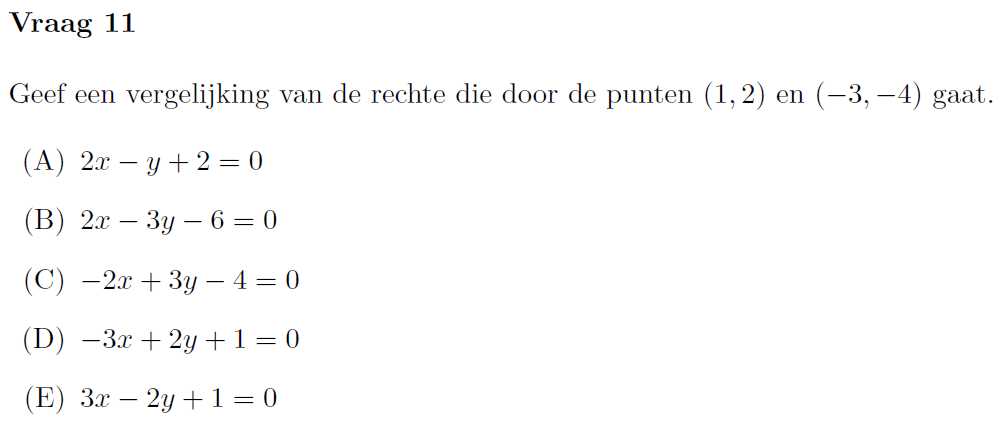 Vraag 11
Geef een vergelijking van de rechte die door de punten (1, 2) en (−3, −4) gaat.
(A) 2x − y + 2 = 0
(B) 2x − 3y − 6 = 0
(C) −2x + 3y − 4 = 0
(D) −3x + 2y + 1 = 0
(E) 3x − 2y + 1 = 0